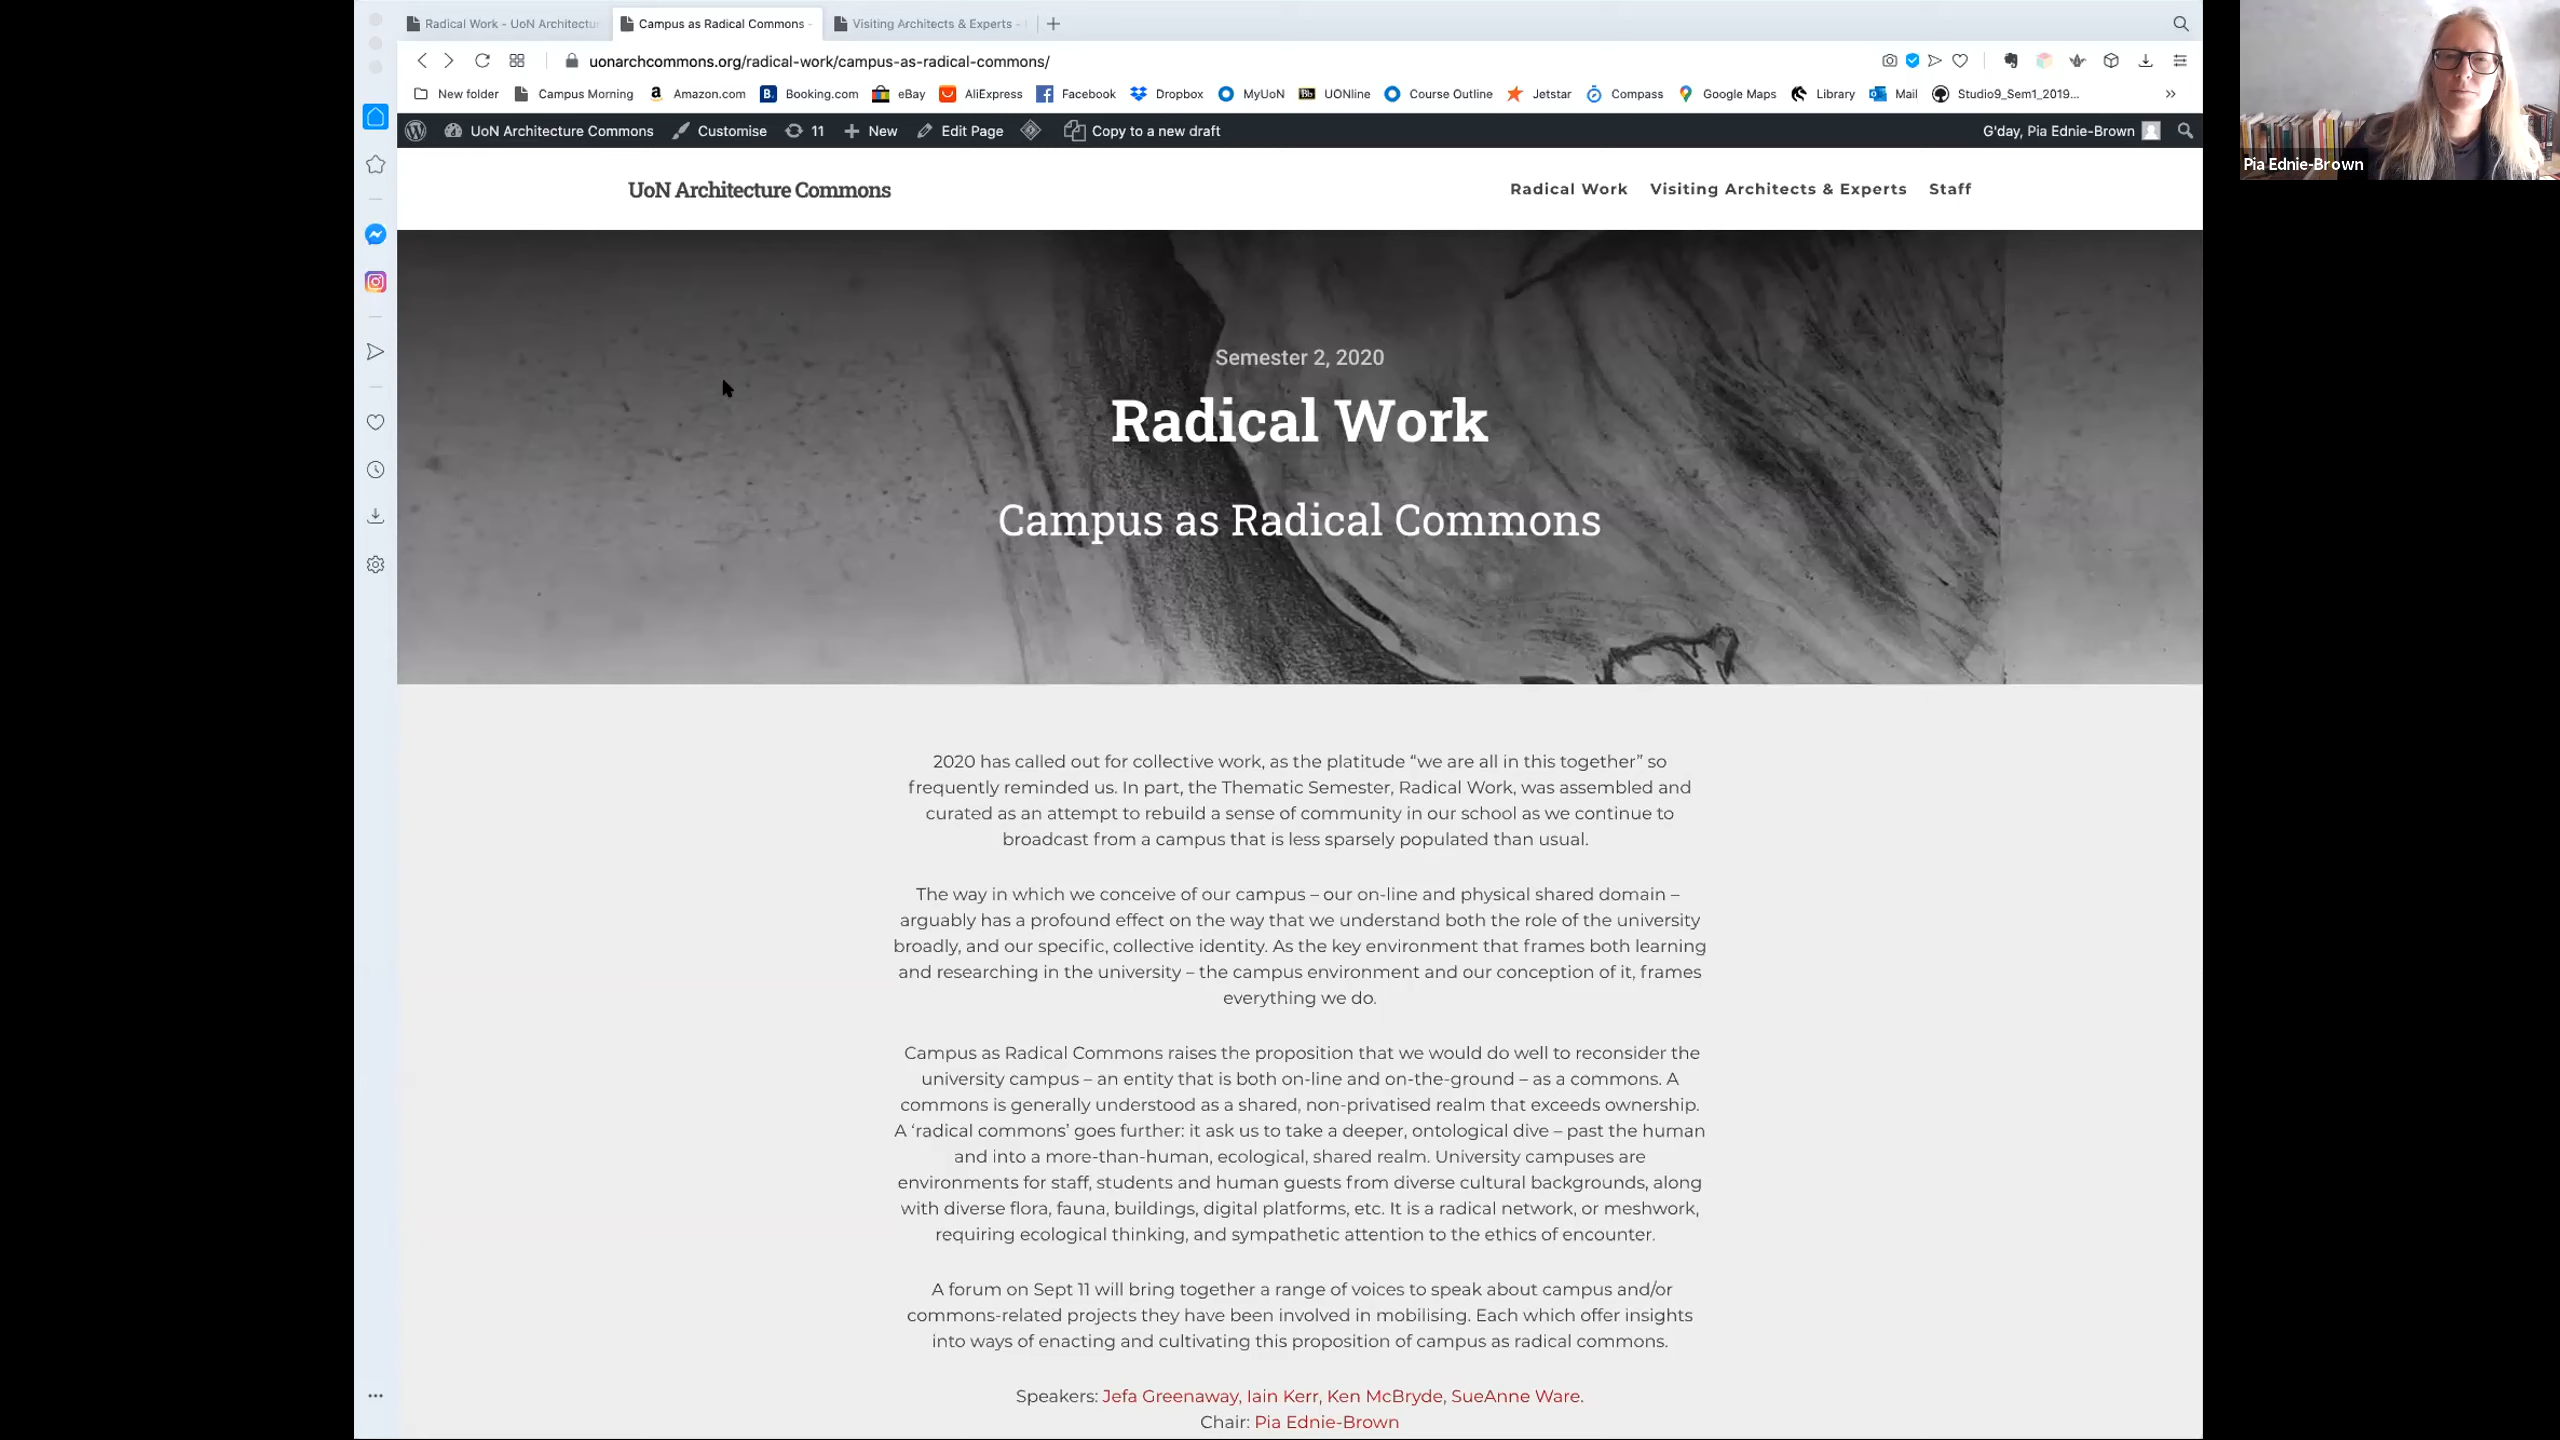 Radical Work - UoN Architectur
Campus as Radical Commons -
Visiting Architects & Experts -
uonarchcommons.org/radical-work/campus-as-radical-commons/
New folder Campus Morning Amazon.com Booking.com eBay AliExpress Facebook Dropbox MyUoN UONline Course Outline Jetstar Compass Google Maps Library Mail Studio9_Sem1_2019...
UoN Architecture Commons Customise 11 New Edit Page Copy to a new draft G'day, Pia Ednie-Brown
Pia Ednie-Brown
UoN Architecture Commons
Radical Work Visiting Architects & Experts Staff
Semester 2, 2020
Radical Work
Campus as Radical Commons
2020 has called out for collective work, as the platitude “we are all in this together” so
frequently reminded us. In part, the Thematic Semester, Radical Work, was assembled and
curated as an attempt to rebuild a sense of community in our school as we continue to
broadcast from a campus that is less sparsely populated than usual.
The way in which we conceive of our campus – our on-line and physical shared domain –
arguably has a profound effect on the way that we understand both the role of the university
broadly, and our specific, collective identity. As the key environment that frames both learning
and researching in the university – the campus environment and our conception of it, frames
everything we do.
Campus as Radical Commons raises the proposition that we would do well to reconsider the
university campus – an entity that is both on-line and on-the-ground – as a commons. A
commons is generally understood as a shared, non-privatised realm that exceeds ownership.
A ‘radical commons’ goes further: it ask us to take a deeper, ontological dive – past the human
and into a more-than-human, ecological, shared realm. University campuses are
environments for staff, students and human guests from diverse cultural backgrounds, along
with diverse flora, fauna, buildings, digital platforms, etc. It is a radical network, or meshwork,
requiring ecological thinking, and sympathetic attention to the ethics of encounter.
A forum on Sept 11 will bring together a range of voices to speak about campus and/or
commons-related projects they have been involved in mobilising. Each which offer insights
into ways of enacting and cultivating this proposition of campus as radical commons.
Speakers: Jefa Greenaway, Iain Kerr, Ken McBryde, SueAnne Ware.
Chair: Pia Ednie-Brown